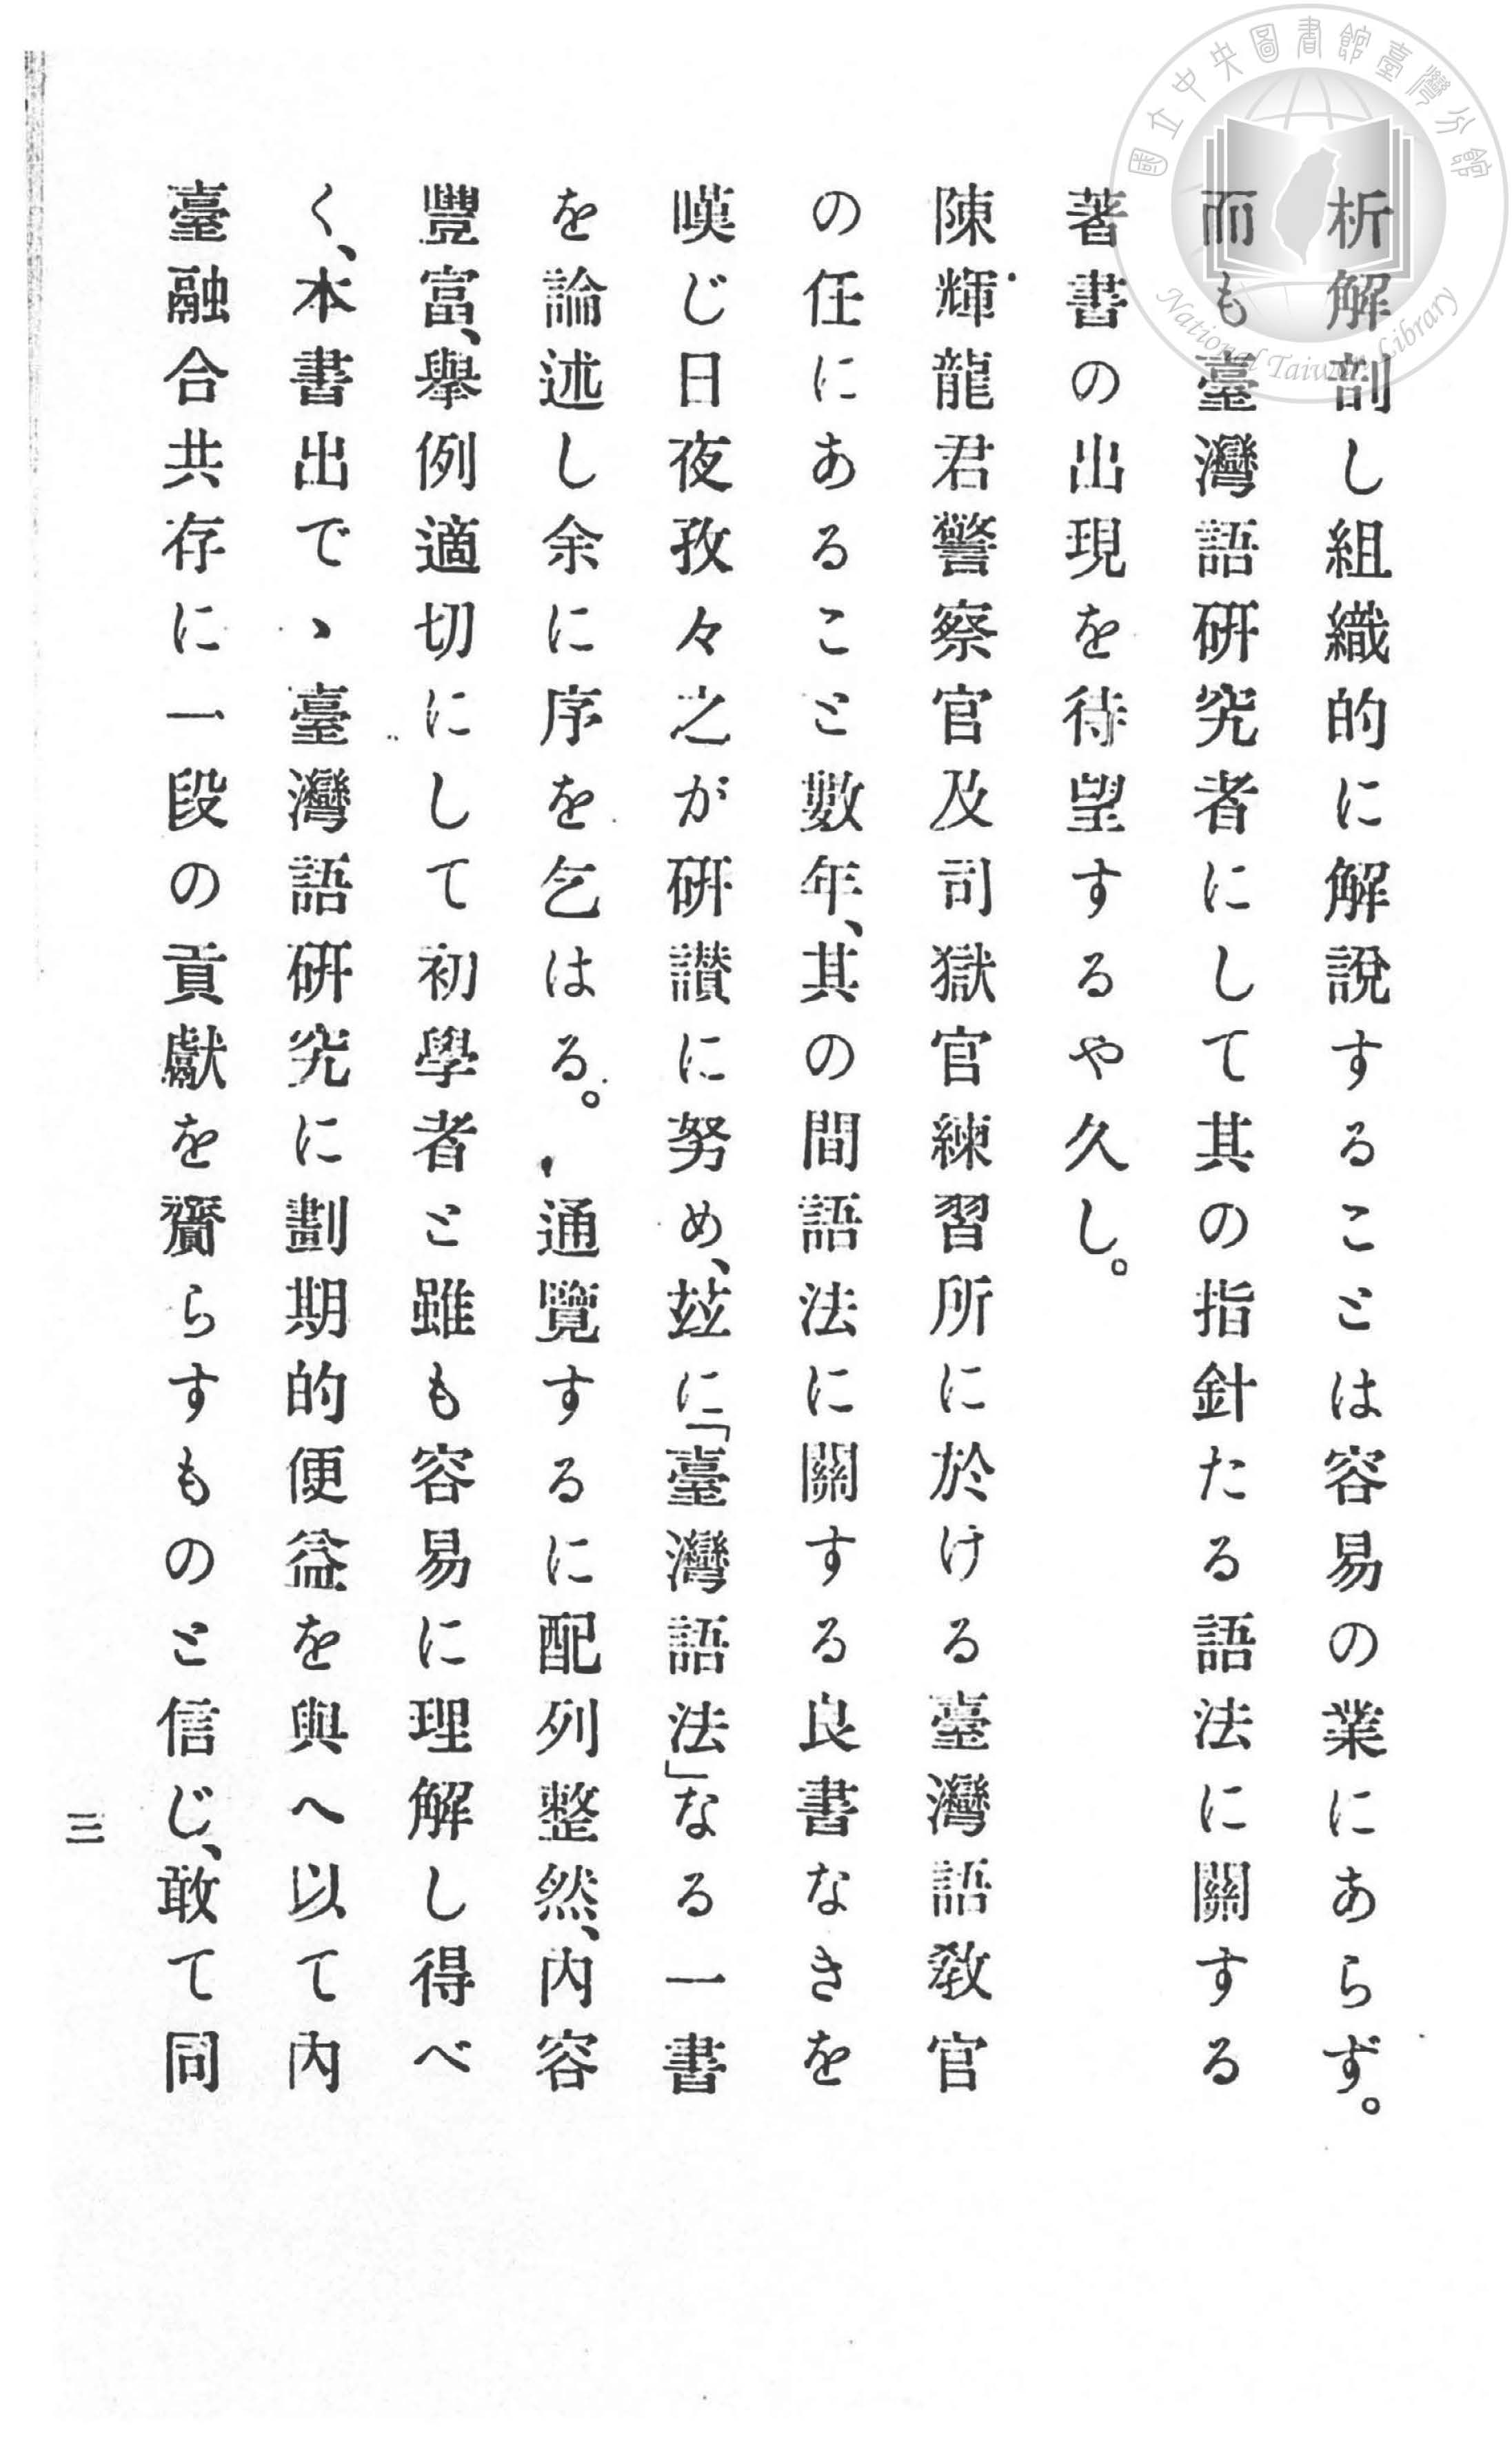 國立中央圖書館臺灣分館
National Taiwan Library
析解剖し組織的に解說することは容易の業にあらず。
而も臺灣語硏究者にして其の指針たる語法に關する
著書の出現を待望するや久し。
陳輝龍君警察官及司獄官練習所に於ける臺灣語敎官
の任にあること數年、其の間語法に關する良書なきを
嘆じ日夜孜々之が硏讃に努め、玆に「臺灣語法」なる一書
を論述し余に序を乞はる。通覽するに配列整然、內容
豐富、擧例適切にして初學者と雖も容易に理解し得べ
く、本書出で、臺灣語硏究に劃期的便益を與へ以て內
臺融合共存に一段の貢獻を齎らすものと信じ、敢て同
三